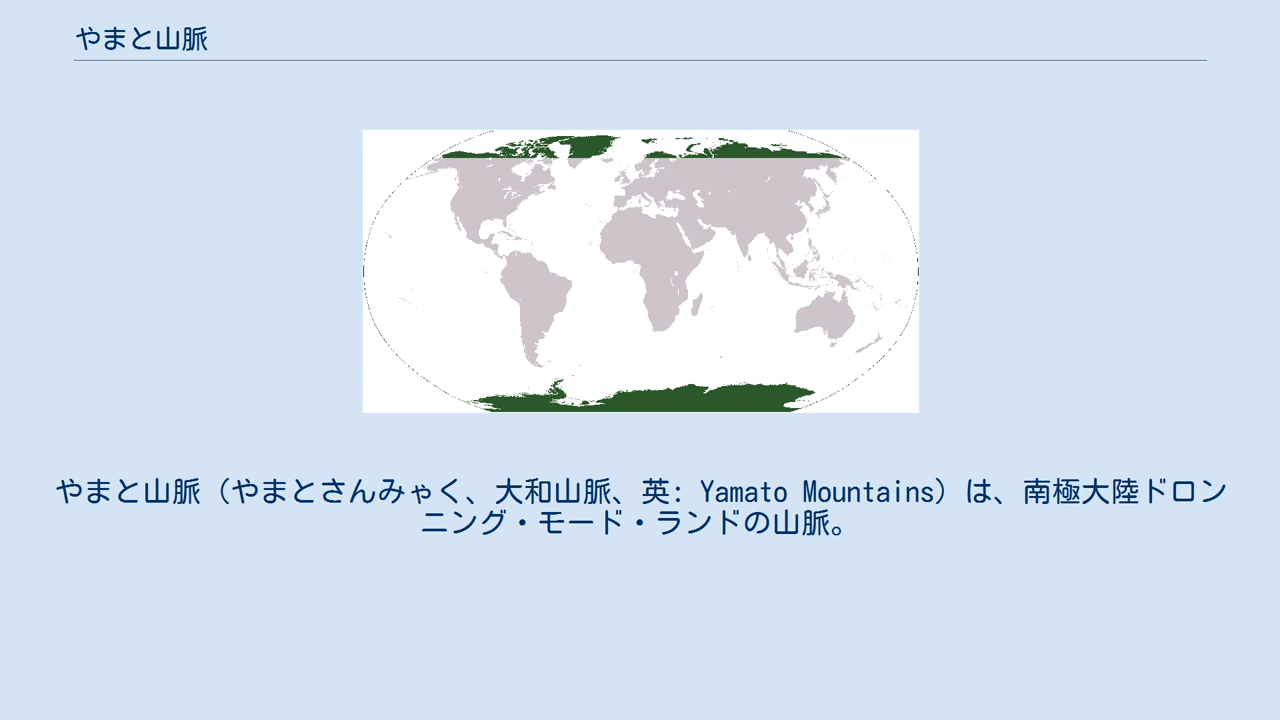 やまと山脈
やまと山脈（やまとさんみゃく、大和山脈、英: Yamato Mountains）は、南極大陸ドロン
ニング・モード・ランドの山脈。